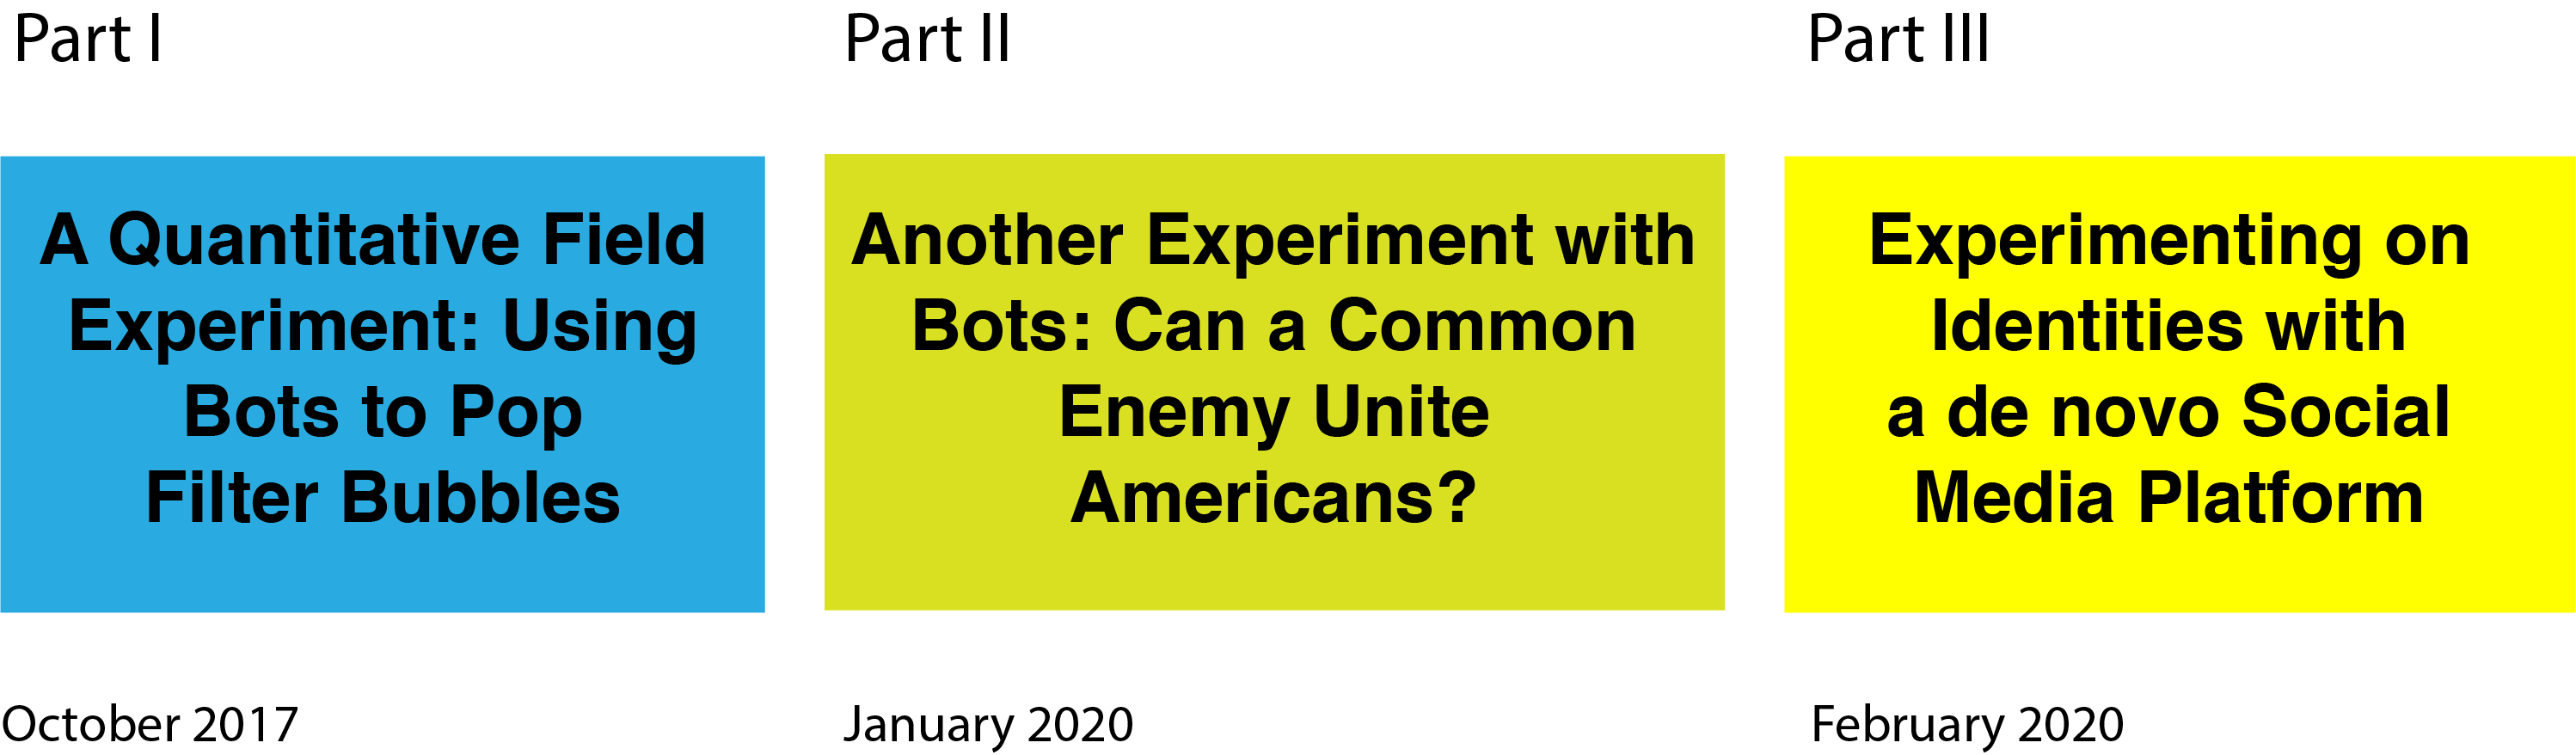 Part I
A Quantitative Field
Experiment: Using
Bots to Pop
Filter Bubbles
October 2017
Part II
Another Experiment with
Bots: Can a Common
Enemy Unite
Americans?
January 2020
Part III
Experimenting on
Identities with
a de novo Social
Media Platform
February 2020